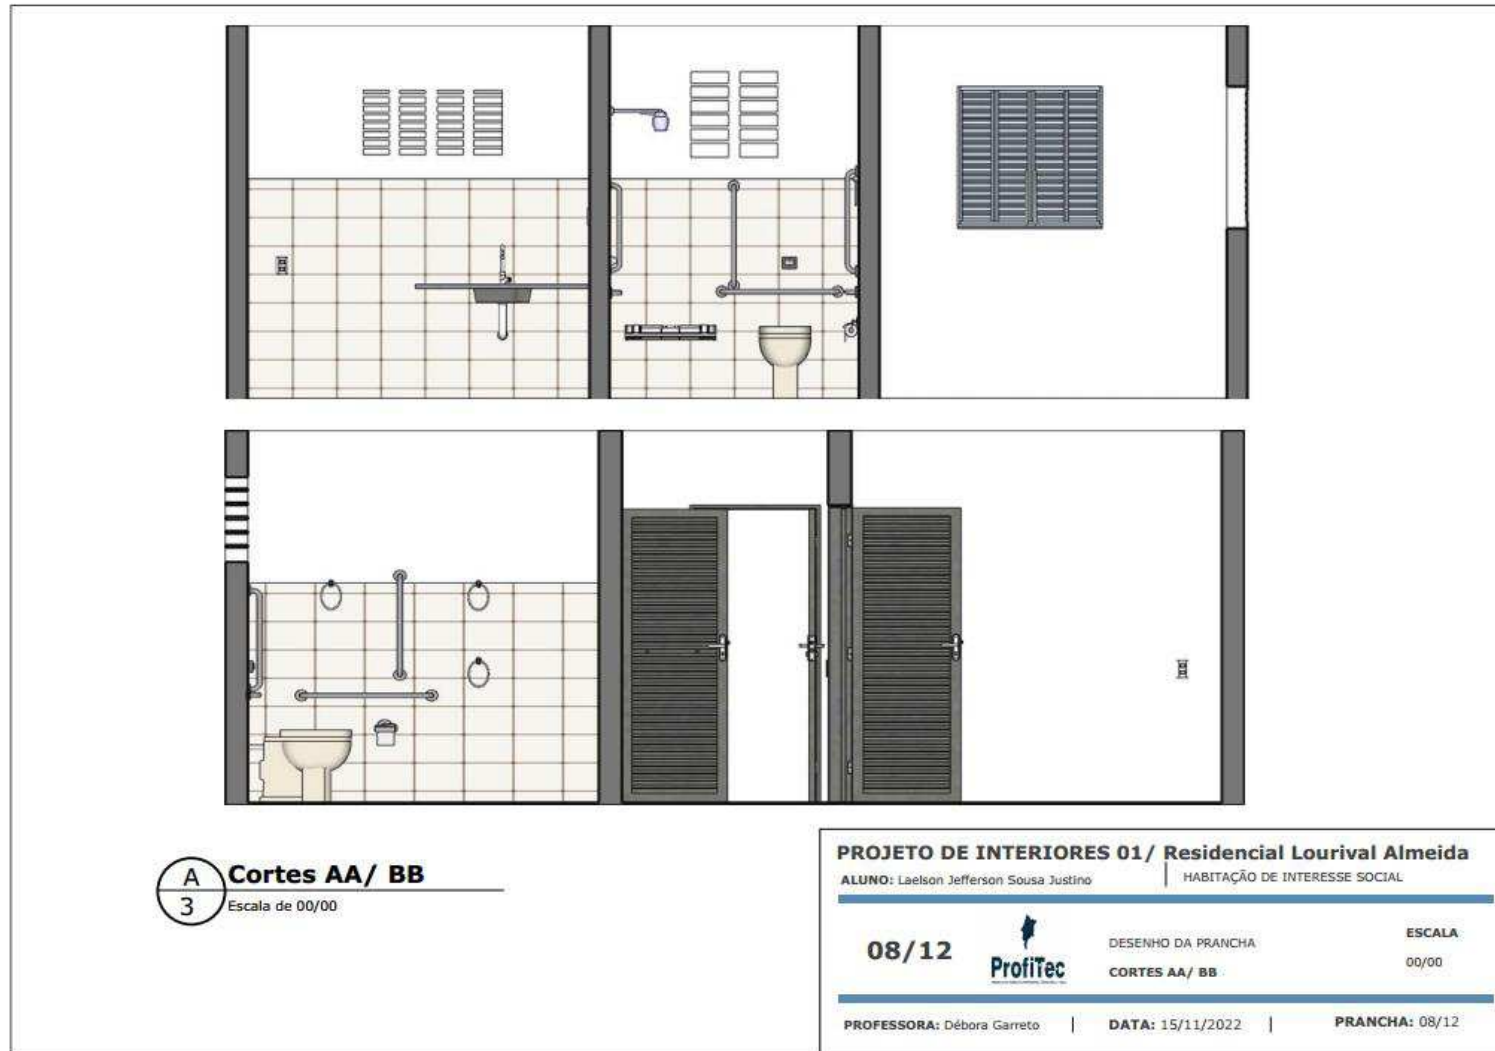 A
3
Cortes AA/ BB
Escala de 00/00
PROJETO DE INTERIORES 01/ Residencial Lourival Almeida
ALUNO: Laelson Jefferson Sousa Justino | HABITAÇÃO DE INTERESSE SOCIAL
08/12
ProfiTec
DESENHO DA PRANCHA
CORTES AA/ BB
ESCALA
00/00
PROFESSORA: Débora Garreto | DATA: 15/11/2022 | PRANCHA: 08/12